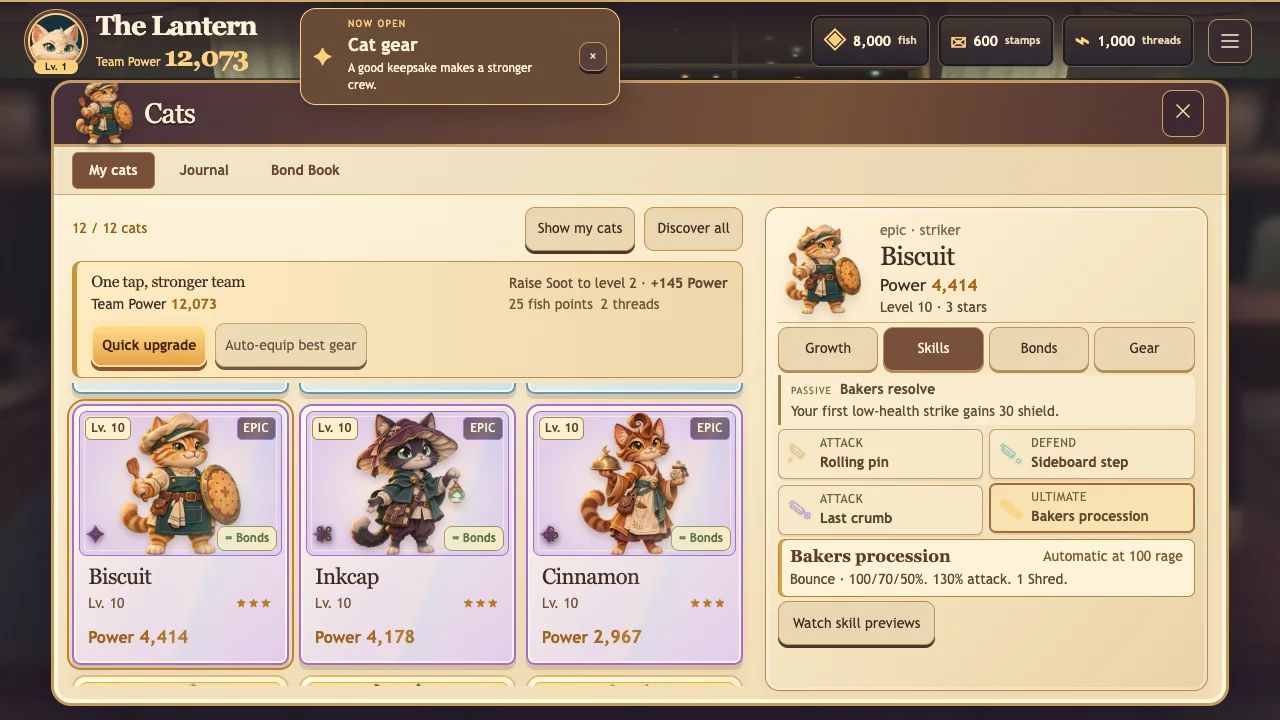 The Lantern
Team Power 12,073
Lv. 1
NOW OPEN
Cat gear
A good keepsake makes a stronger
crew.
×
8,000 fish
600 stamps
1,000 threads
Cats
My cats
Journal
Bond Book
12 / 12 cats
Show my cats
Discover all
One tap, stronger team
Team Power 12,073
Raise Soot to level 2 · +145 Power
25 fish points 2 threads
Quick upgrade
Auto-equip best gear
Lv. 10
EPIC
∞ Bonds
Biscuit
Lv. 10
Power 4,414
Lv. 10
EPIC
∞ Bonds
Inkcap
Lv. 10
Power 4,178
Lv. 10
EPIC
∞ Bonds
Cinnamon
Lv. 10
Power 2,967
epic · striker
Biscuit
Power 4,414
Level 10 · 3 stars
Growth
Skills
Bonds
Gear
PASSIVE Bakers resolve
Your first low-health strike gains 30 shield.
ATTACK
Rolling pin
DEFEND
Sideboard step
ATTACK
Last crumb
ULTIMATE
Bakers procession
Bakers procession
Automatic at 100 rage
Bounce · 100/70/50%. 130% attack. 1 Shred.
Watch skill previews